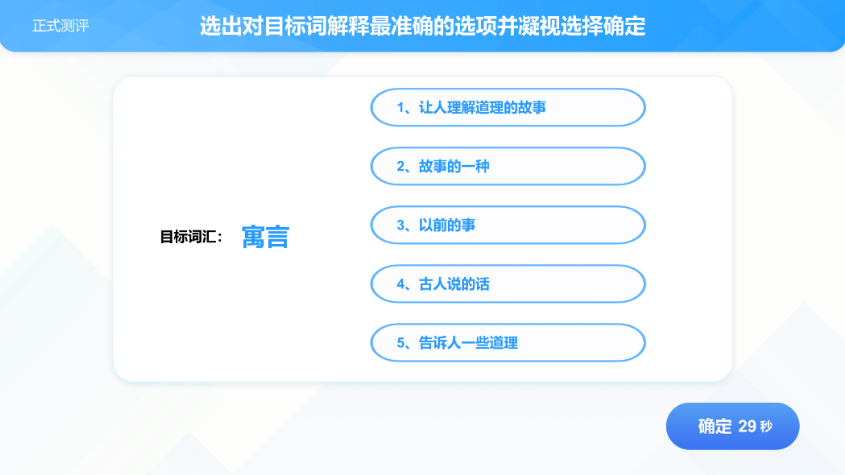 正式测评
选出对目标词解释最准确的选项并凝视选择确定
1、让人理解道理的故事
2、故事的一种
3、以前的事
目标词汇： 寓言
4、古人说的话
5、告诉人一些道理
确定 29 秒